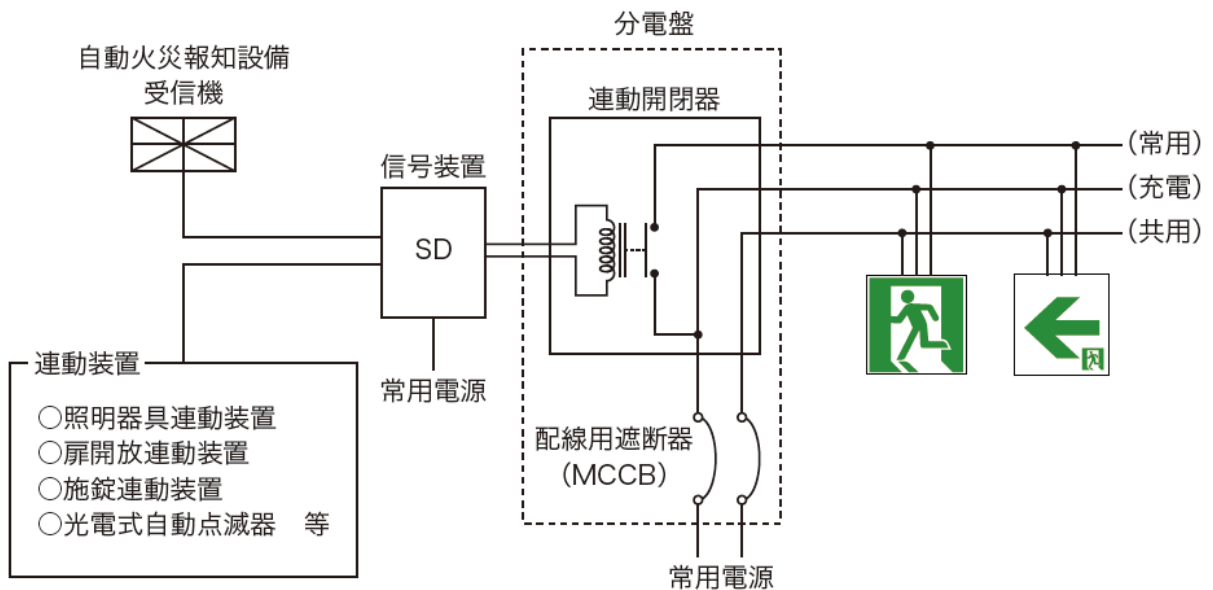 分電盤
自動火災報知設備
受信機
連動開閉器
(常用)
信号装置
(充電)
SD
(共用)
連動装置
常用電源
○照明器具連動装置
○扉開放連動装置
○施錠連動装置
○光電式自動点滅器　等
配線用遮断器
(MCCB)
常用電源